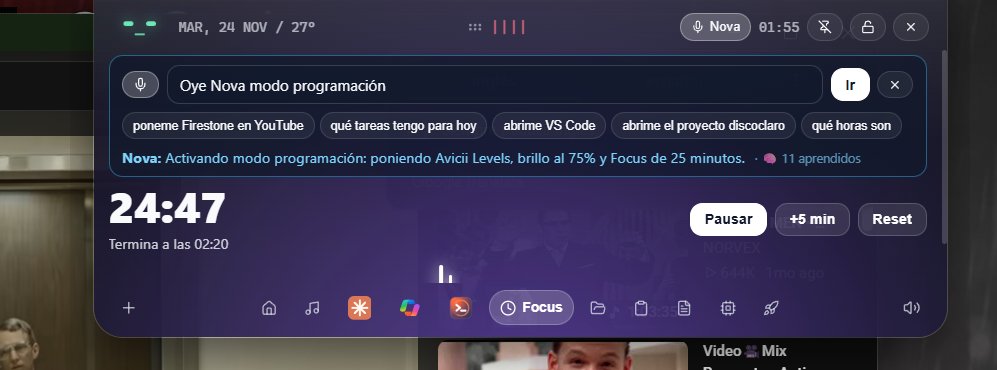 MAR, 24 NOV / 27°
Nova
01:55
Oye Nova modo programación
Ir
poneme Firestone en YouTube
qué tareas tengo para hoy
abrime VS Code
abrime el proyecto discoclaro
qué horas son
Nova: Activando modo programación: poniendo Avicii Levels, brillo al 75% y Focus de 25 minutos. · 🧠 11 aprendidos
24:47
Pausar
+5 min
Reset
Termina a las 02:20
NORVEX
644K 1mo ago
Focus
Video 🎥 Mix